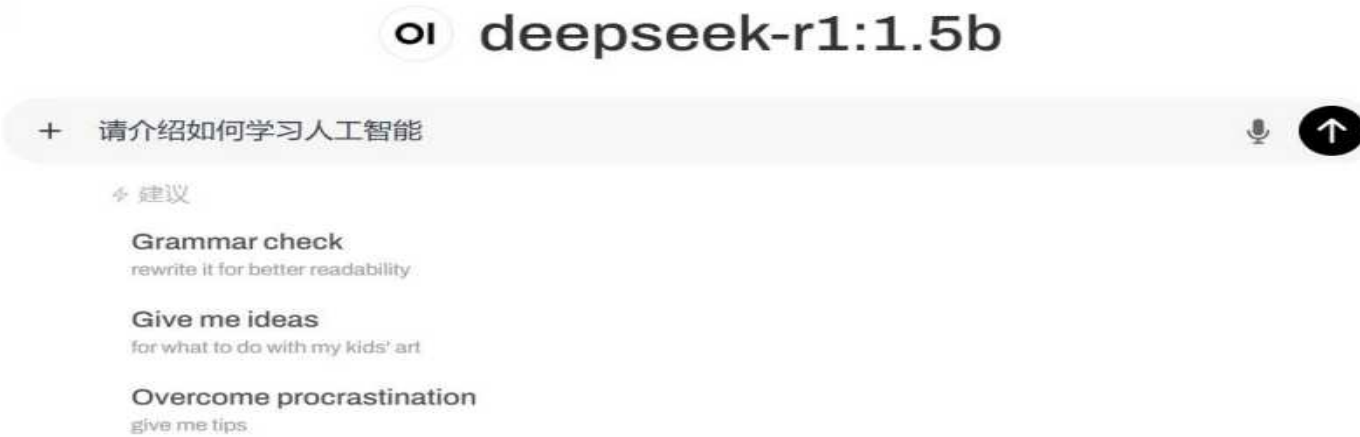 OI deepseek-r1:1.5b
+ 请介绍如何学习人工智能
建议
Grammar check
rewrite it for better readability
Give me ideas
for what to do with my kids' art
Overcome procrastination
give me tips